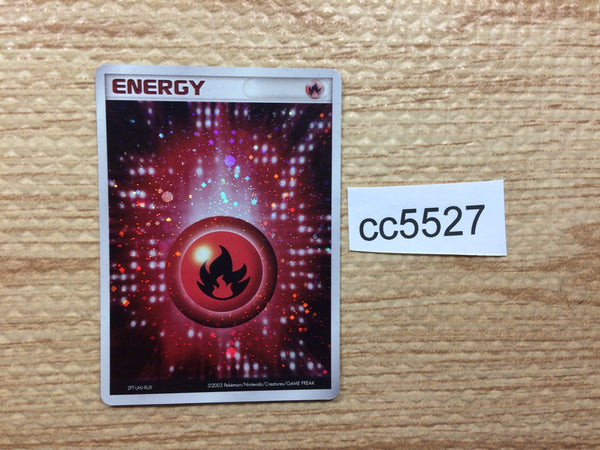 ENERGY
cc5527
©2003 Pokémon/Nintendo/Creatures/GAME FREAK